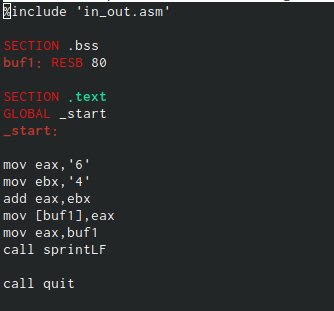 %include 'in_out.asm'
SECTION .bss
buf1: RESB 80
SECTION .text
GLOBAL _start
_start:
mov eax,'6'
mov ebx,'4'
add eax,ebx
mov [buf1],eax
mov eax,buf1
call sprintLF
call quit